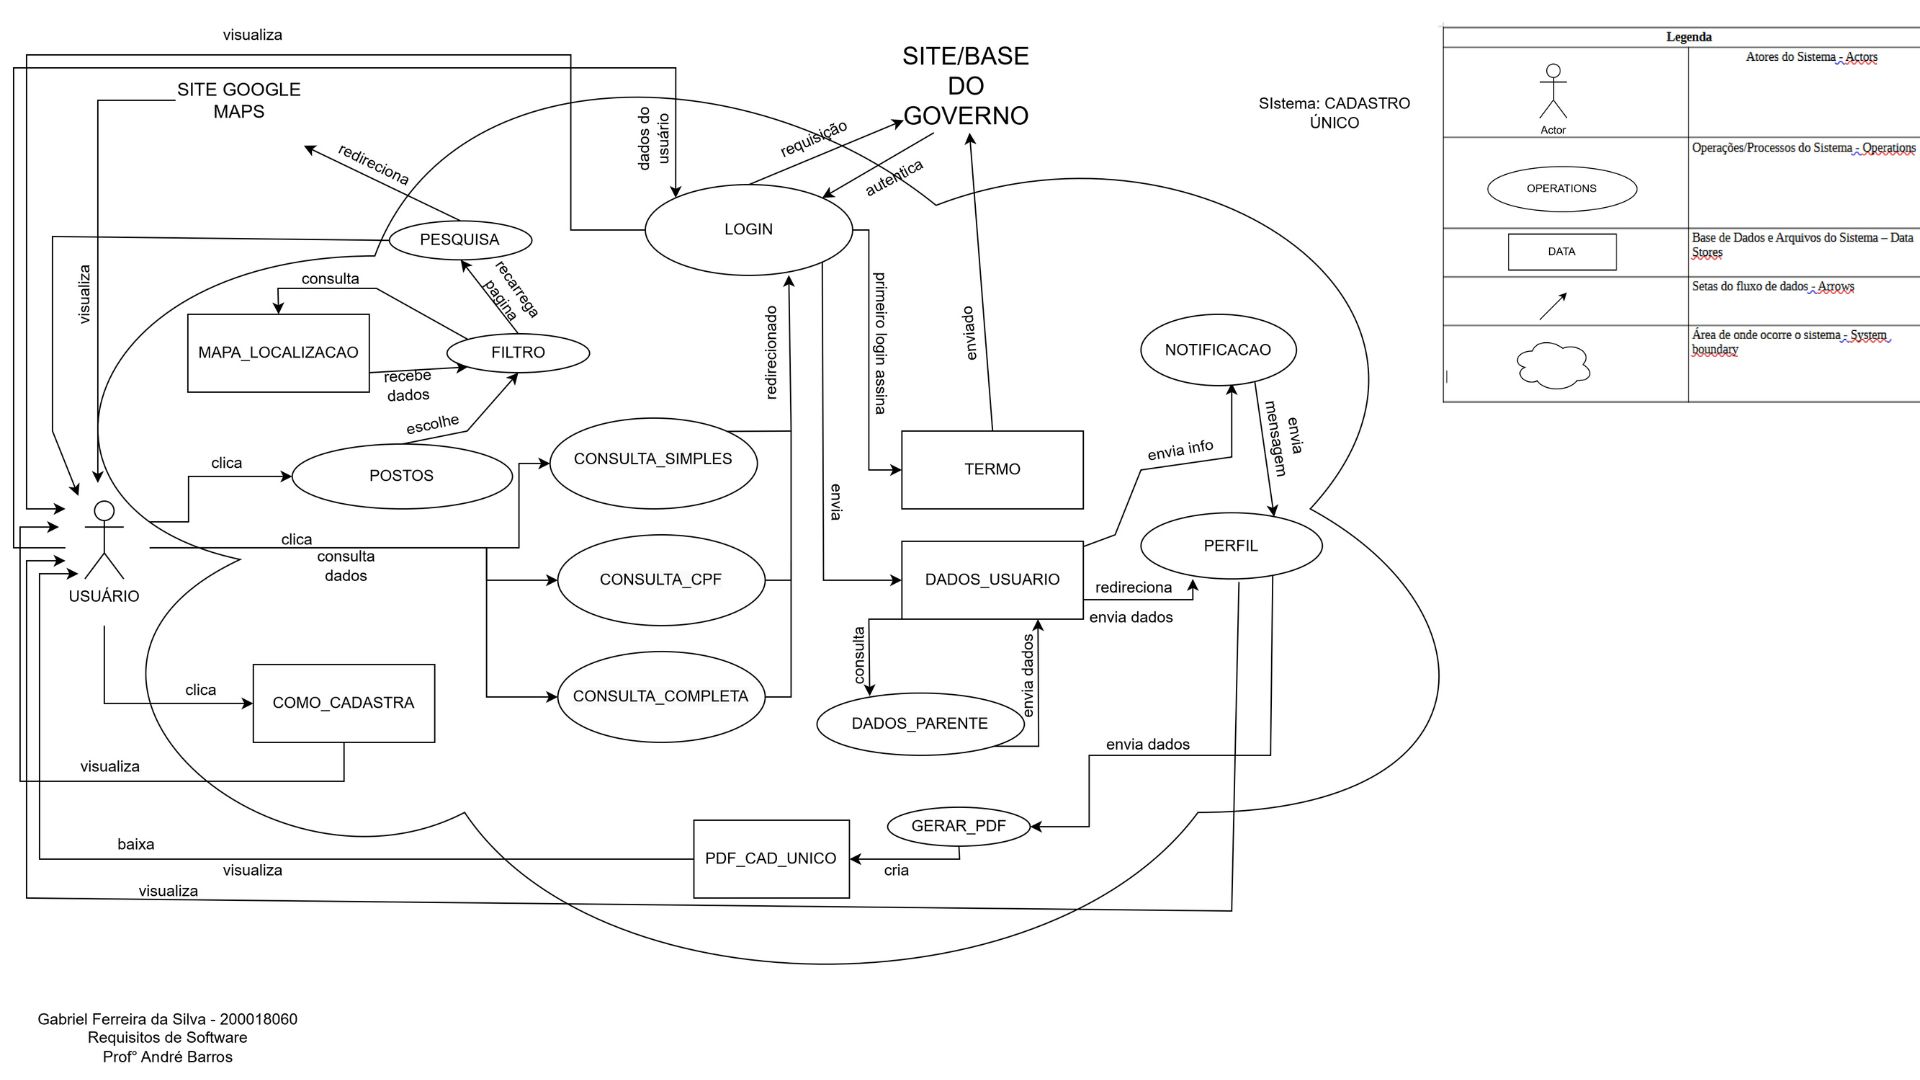 visualiza
SITE GOOGLE
MAPS
SITE/BASE
DO
GOVERNO
SIstema: CADASTRO
ÚNICO
Legenda
Atores do Sistema - Actors
Actor
Operações/Processos do Sistema - Operations
OPERATIONS
Base de Dados e Arquivos do Sistema – Data
Stores
DATA
Setas do fluxo de dados - Arrows
Área de onde ocorre o sistema - System
boundary
dados do
usuário
requisição
autentica
redireciona
LOGIN
PESQUISA
visualiza
consulta
recarrega
pagina
MAPA_LOCALIZACAO
FILTRO
recebe
dados
redirecionado
primeiro login assina
enviado
NOTIFICACAO
escolhe
envia
mensagem
envia info
clica
POSTOS
CONSULTA_SIMPLES
TERMO
envia
clica
consulta
dados
PERFIL
USUÁRIO
CONSULTA_CPF
DADOS_USUARIO
redireciona
envia dados
consulta
envia dados
clica
COMO_CADASTRA
CONSULTA_COMPLETA
DADOS_PARENTE
visualiza
envia dados
GERAR_PDF
baixa
PDF_CAD_UNICO
cria
visualiza
visualiza
Gabriel Ferreira da Silva - 200018060
Requisitos de Software
Prof° André Barros